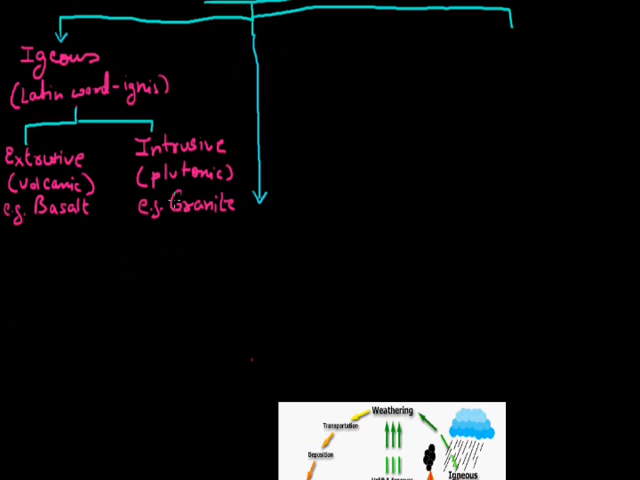 Igeous
(Latin word-ignis)
Extrusive
(volcanic)
e.g. Basalt
Intrusive
(plutonic)
e.g. Granite
Weathering
Transportation
Deposition
Igneous